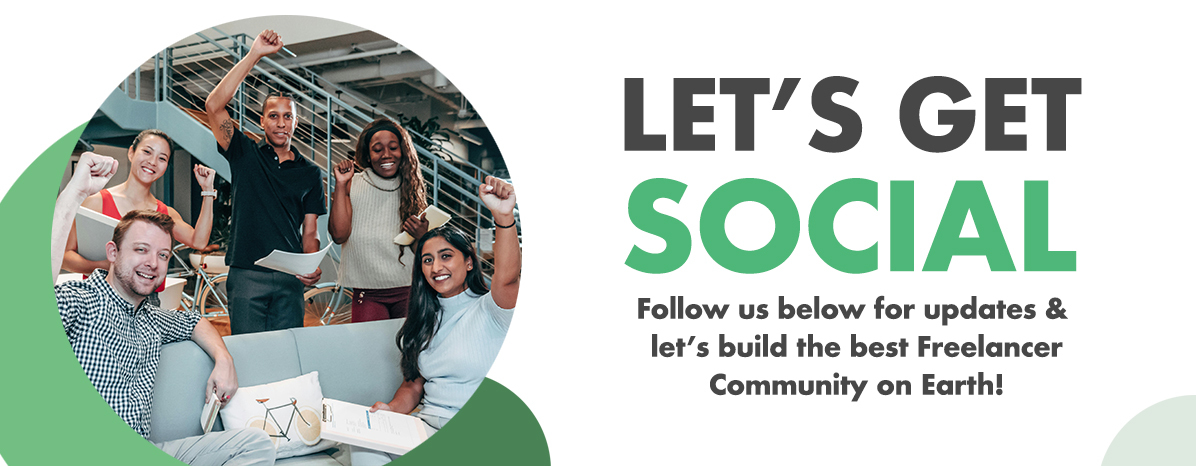 LET’S GET
SOCIAL
Follow us below for updates &
let’s build the best Freelancer
Community on Earth!